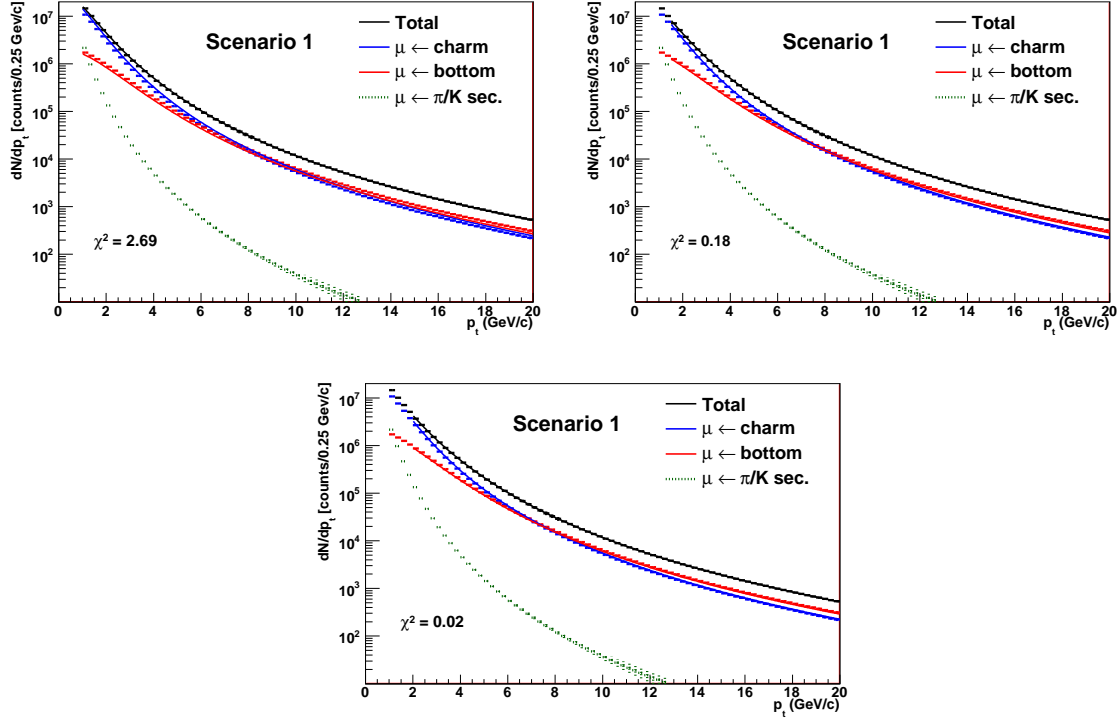 dN/dpt [counts/0.25 Gev/c]
10^7
10^6
10^5
10^4
10^3
10^2
Scenario 1
Total
μ ← charm
μ ← bottom
μ ← π/K sec.
χ² = 2.69
0 2 4 6 8 10 12 14 16 18 20
pt (GeV/c)
dN/dpt [counts/0.25 Gev/c]
10^7
10^6
10^5
10^4
10^3
10^2
Scenario 1
Total
μ ← charm
μ ← bottom
μ ← π/K sec.
χ² = 0.18
0 2 4 6 8 10 12 14 16 18 20
pt (GeV/c)
dN/dpt [counts/0.25 Gev/c]
10^7
10^6
10^5
10^4
10^3
10^2
Scenario 1
Total
μ ← charm
μ ← bottom
μ ← π/K sec.
χ² = 0.02
0 2 4 6 8 10 12 14 16 18 20
pt (GeV/c)